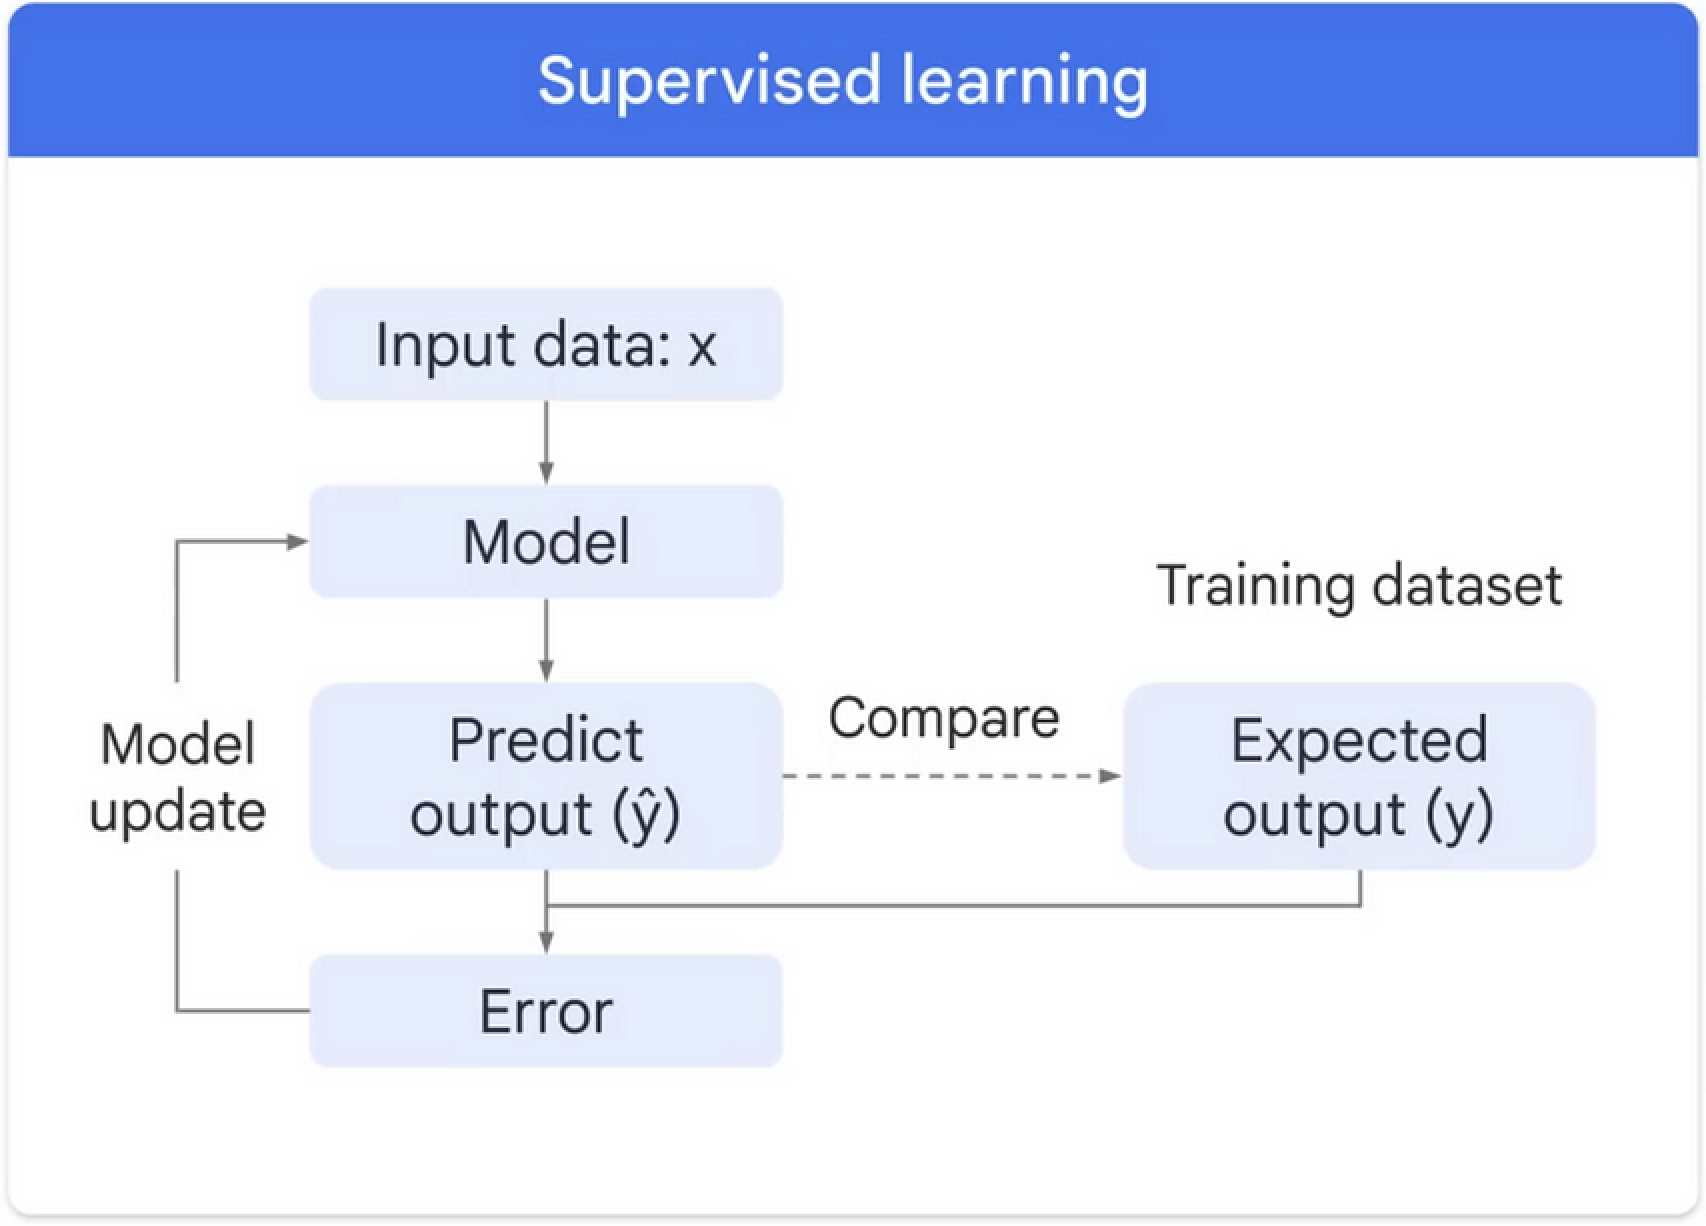 Supervised learning
Input data: x
Model
Training dataset
Model
update
Predict
output (ŷ)
Compare
Expected
output (y)
Error